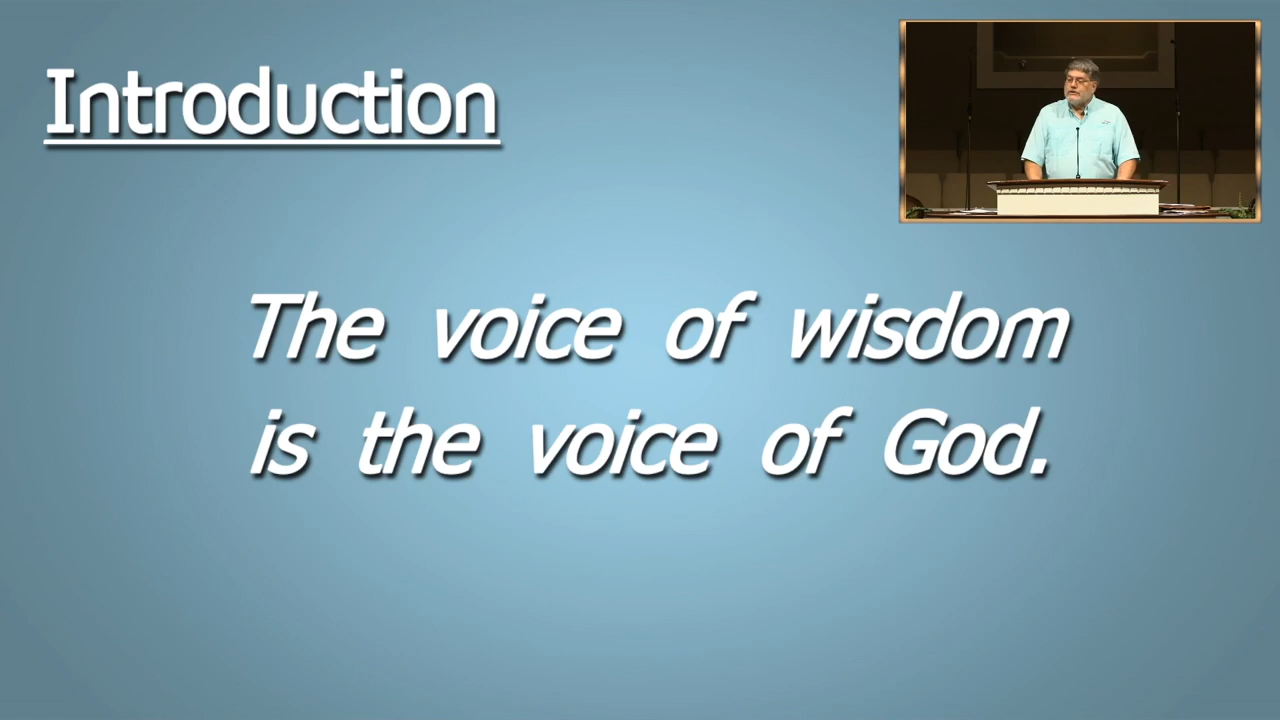 Introduction
The voice of wisdom
is the voice of God.